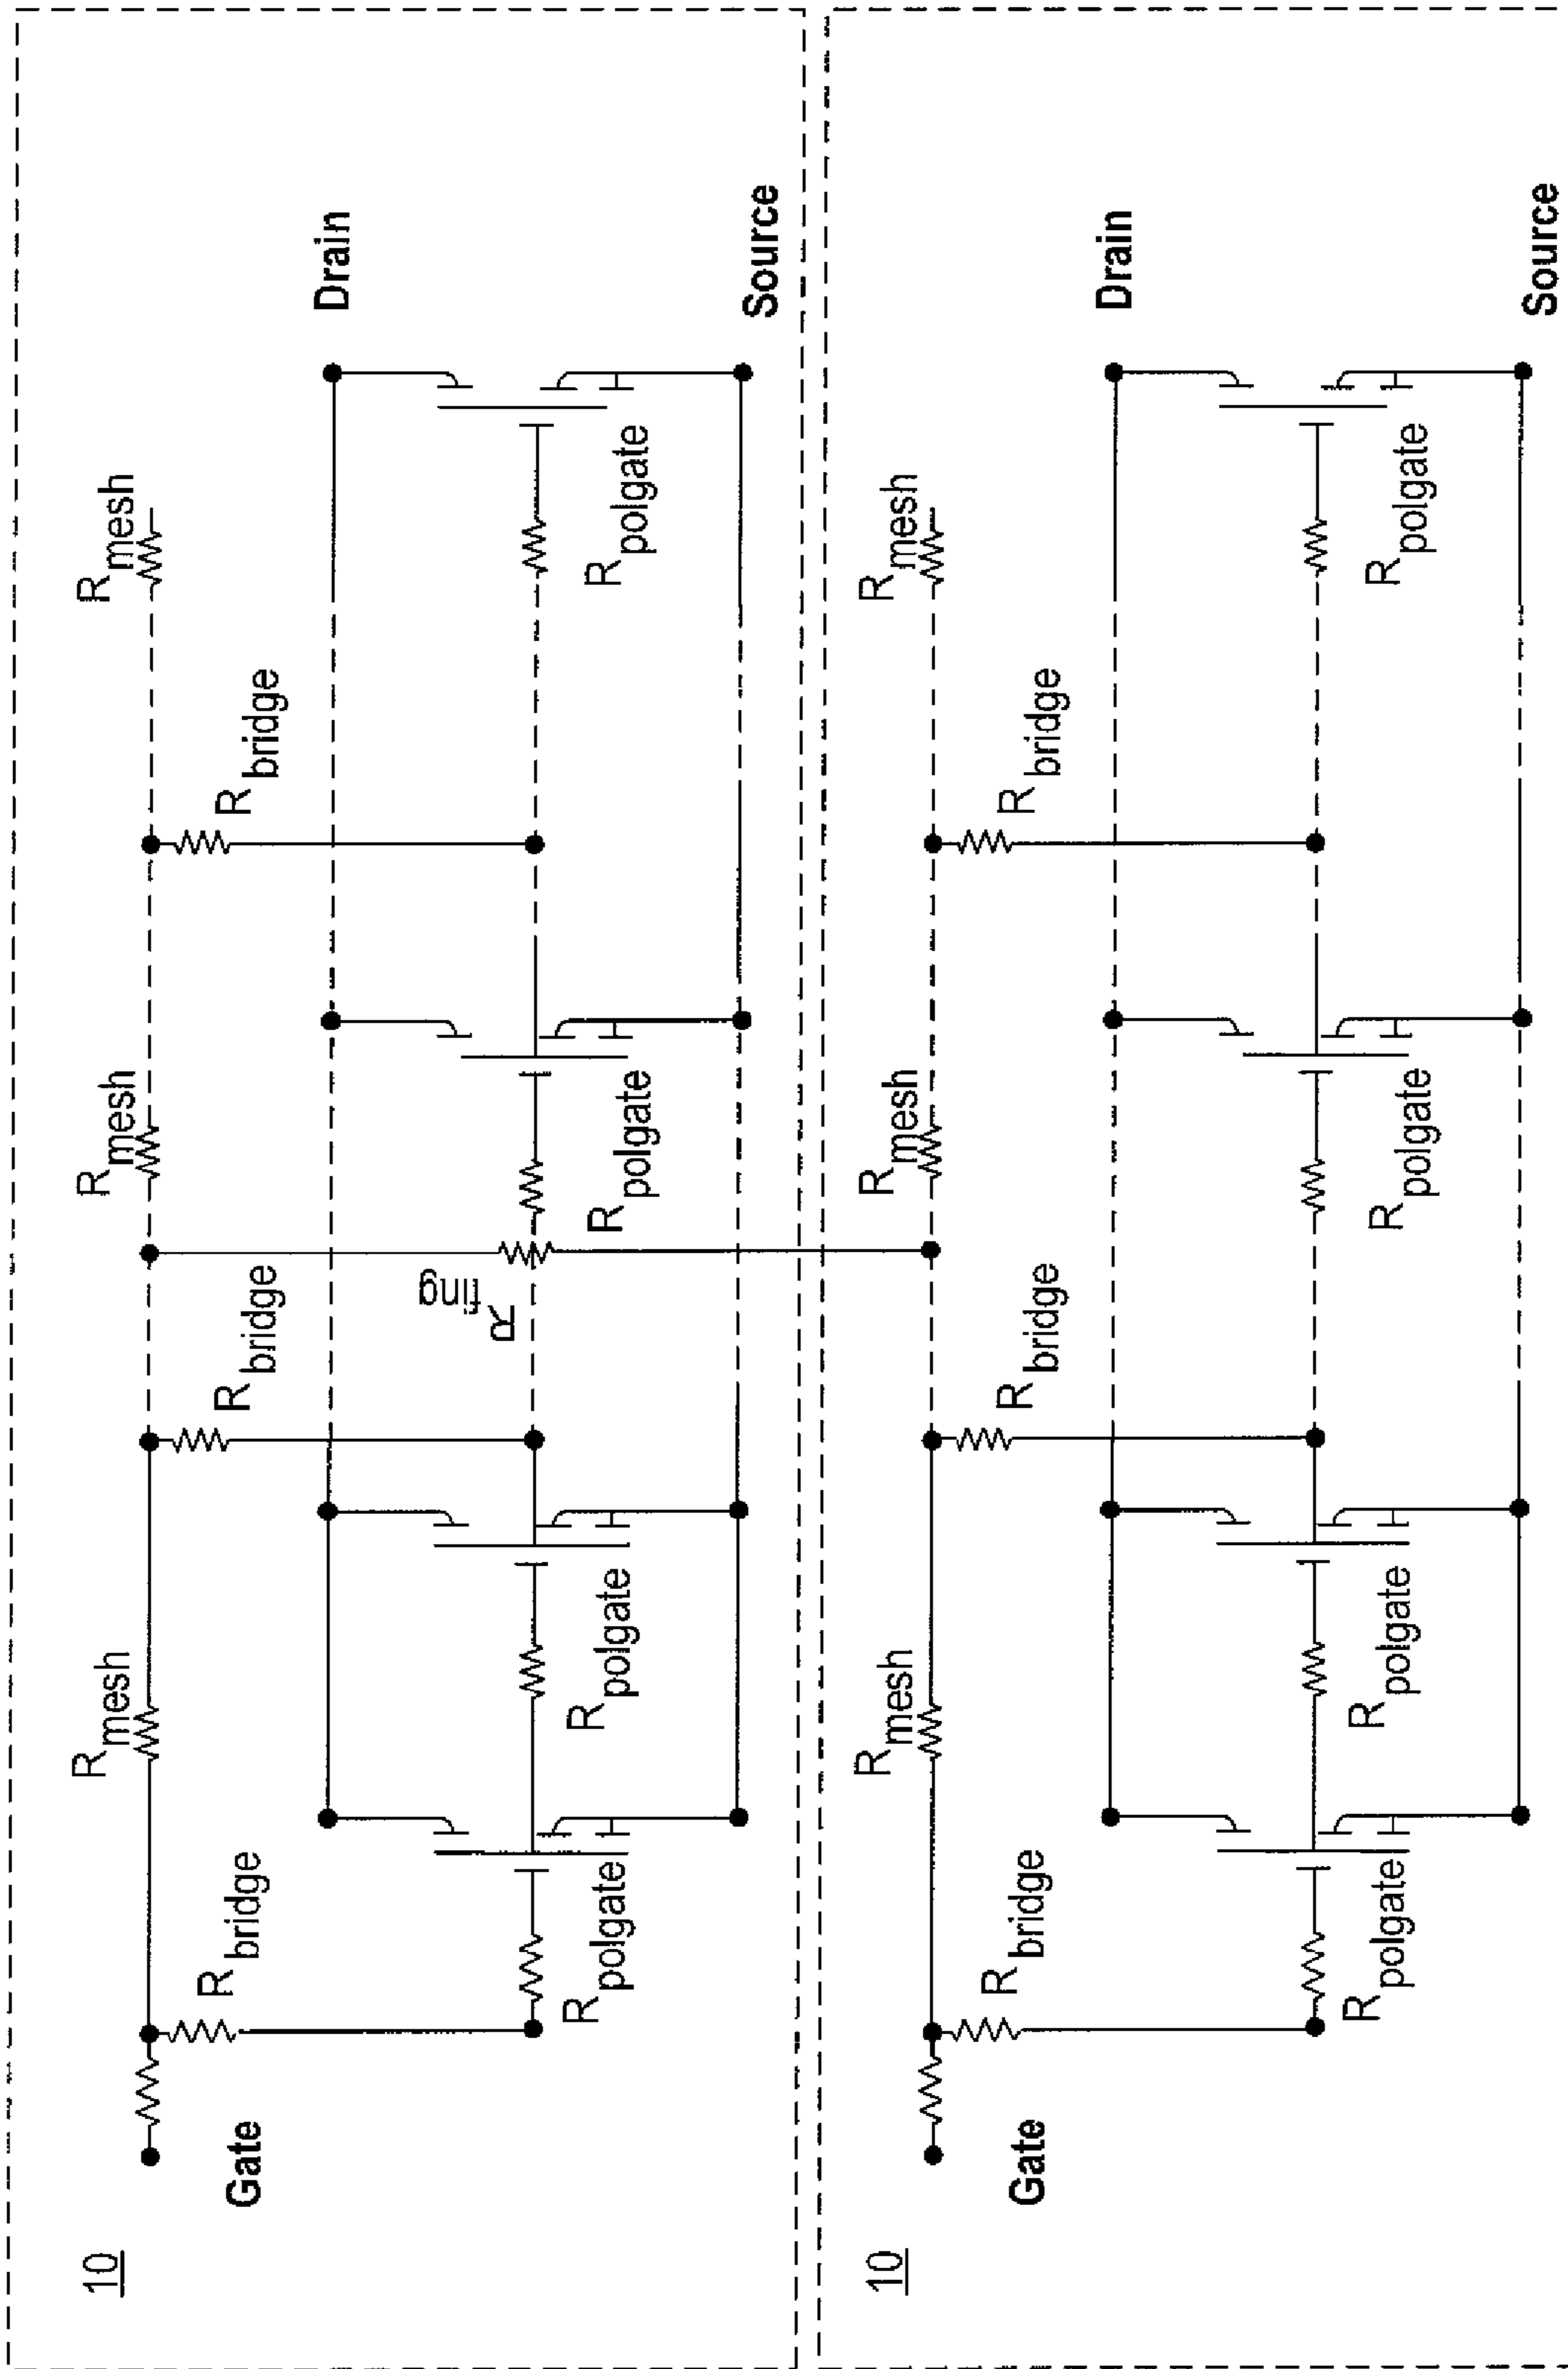 10
R mesh
R mesh
R mesh
Gate
R bridge
R bridge
R bridge
Drain
R fing
R polgate
R polgate
R polgate
R polgate
Source
10
R mesh
R mesh
R mesh
Gate
R bridge
R bridge
R bridge
Drain
R polgate
R polgate
R polgate
R polgate
Source